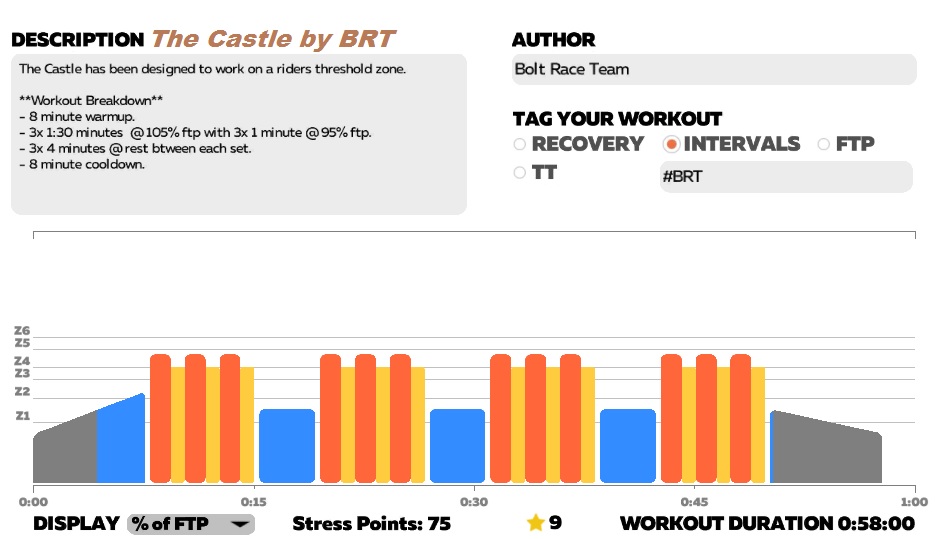 DESCRIPTION The Castle by BRT
The Castle has been designed to work on a riders threshold zone.
**Workout Breakdown**
- 8 minute warmup.
- 3x 1:30 minutes @105% ftp with 3x 1 minute @95% ftp.
- 3x 4 minutes @rest btween each set.
- 8 minute cooldown.
AUTHOR
Bolt Race Team
TAG YOUR WORKOUT
RECOVERY INTERVALS FTP
TT #BRT
Z6
Z5
Z4
Z3
Z2
Z1
0:00 0:15 0:30 0:45 1:00
DISPLAY % of FTP Stress Points: 75 9 WORKOUT DURATION 0:58:00